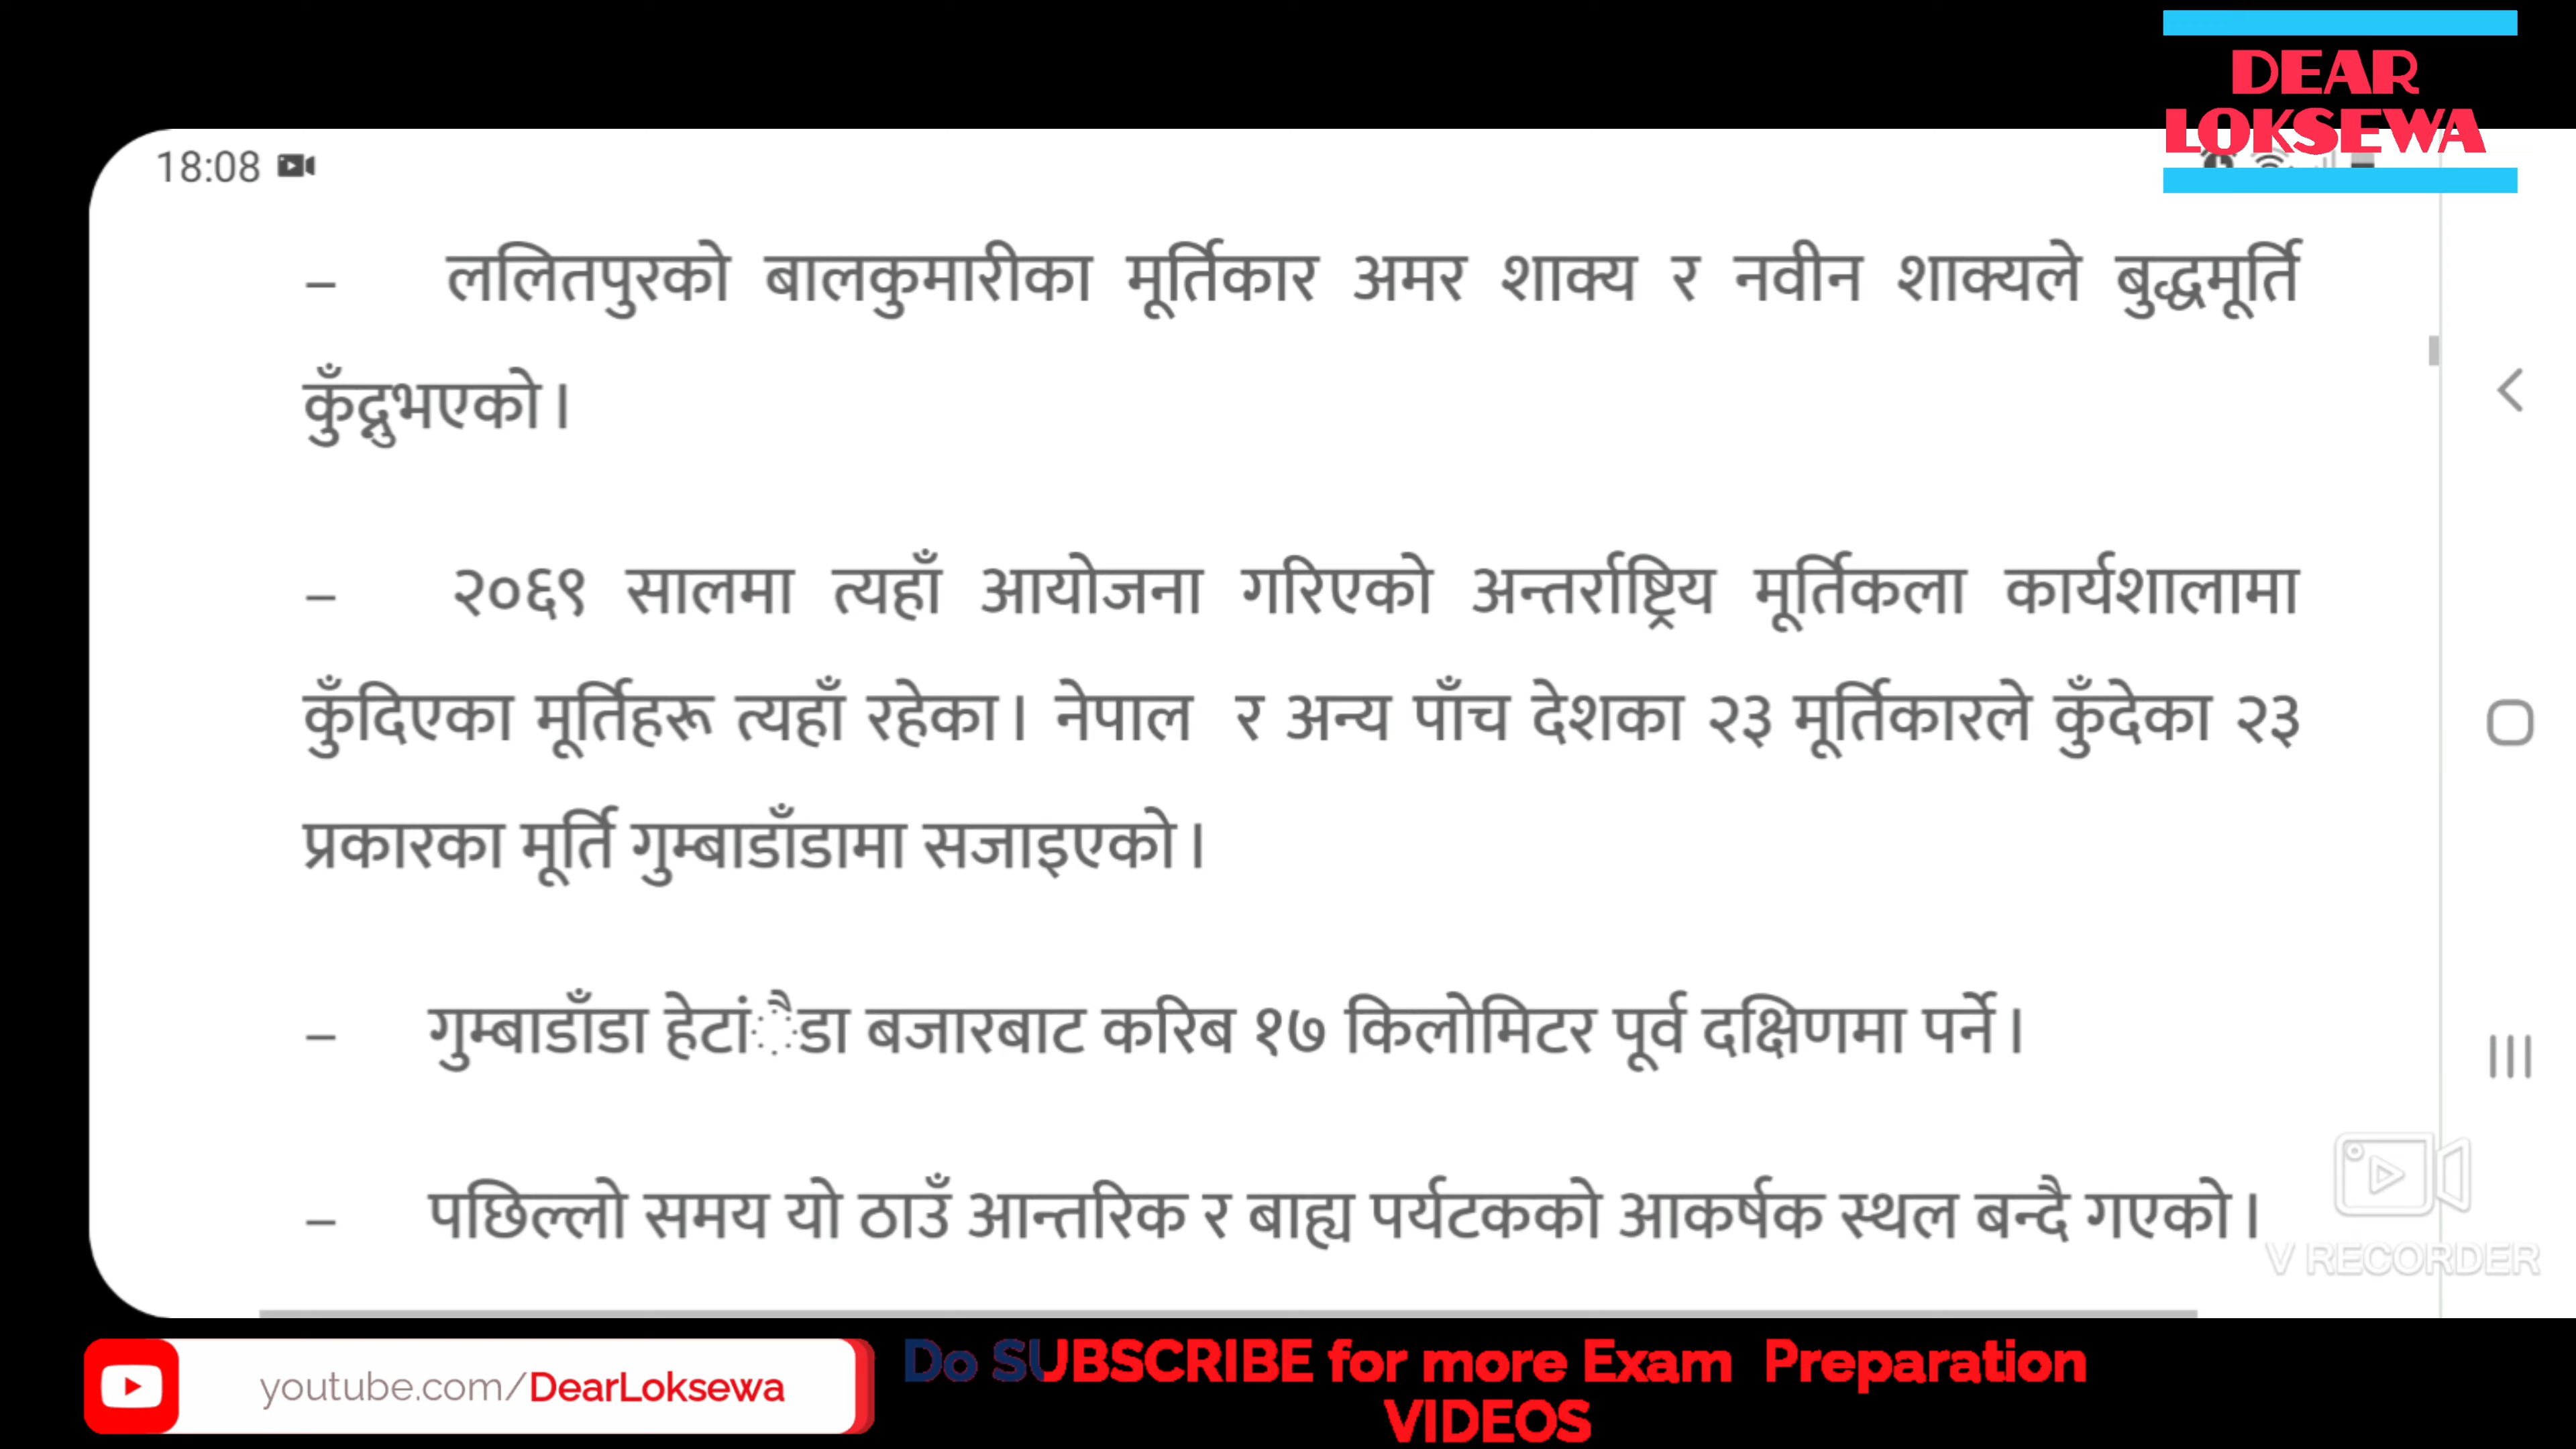 DEAR
LOKSEWA
18:08
– ललितपुरको बालकुमारीका मूर्तिकार अमर शाक्य र नवीन शाक्यले बुद्धमूर्ति
कुँद्नुभएको।
– २०६९ सालमा त्यहाँ आयोजना गरिएको अन्तर्राष्ट्रिय मूर्तिकला कार्यशालामा
कुँदिएका मूर्तिहरू त्यहाँ रहेका। नेपाल र अन्य पाँच देशका २३ मूर्तिकारले कुँदेका २३
प्रकारका मूर्ति गुम्बाडाँडामा सजाइएको।
– गुम्बाडाँडा हेटांैडा बजारबाट करिब १७ किलोमिटर पूर्व दक्षिणमा पर्ने।
– पछिल्लो समय यो ठाउँ आन्तरिक र बाह्य पर्यटकको आकर्षक स्थल बन्दै गएको।
V RECORDER
youtube.com/DearLoksewa
Do SUBSCRIBE for more Exam Preparation
VIDEOS